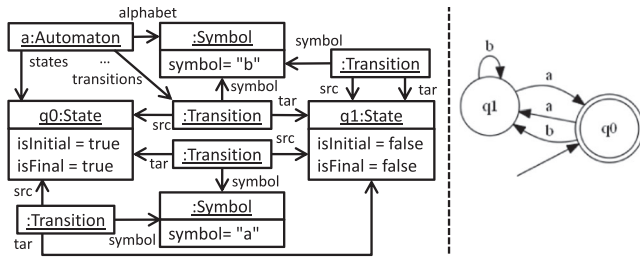 alphabet
a:Automaton
:Symbol
symbol= "b"
symbol
:Transition
states
...
transitions
symbol
src
tar
q0:State
isInitial = true
isFinal = true
src
:Transition
tar
q1:State
isInitial = false
isFinal = false
tar
:Transition
src
symbol
src
:Transition
tar
symbol
:Symbol
symbol= "a"
b
a
q1
a
q0
b